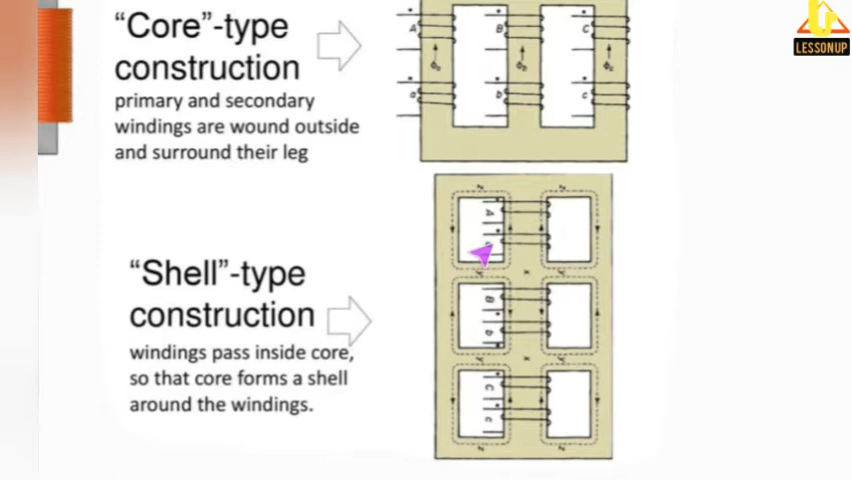 "Core"-type
construction
primary and secondary
windings are wound outside
and surround their leg
A
B
C
a
b
c
LESSONUP
"Shell"-type
construction
windings pass inside core,
so that core forms a shell
around the windings.
A
B
b
C
c